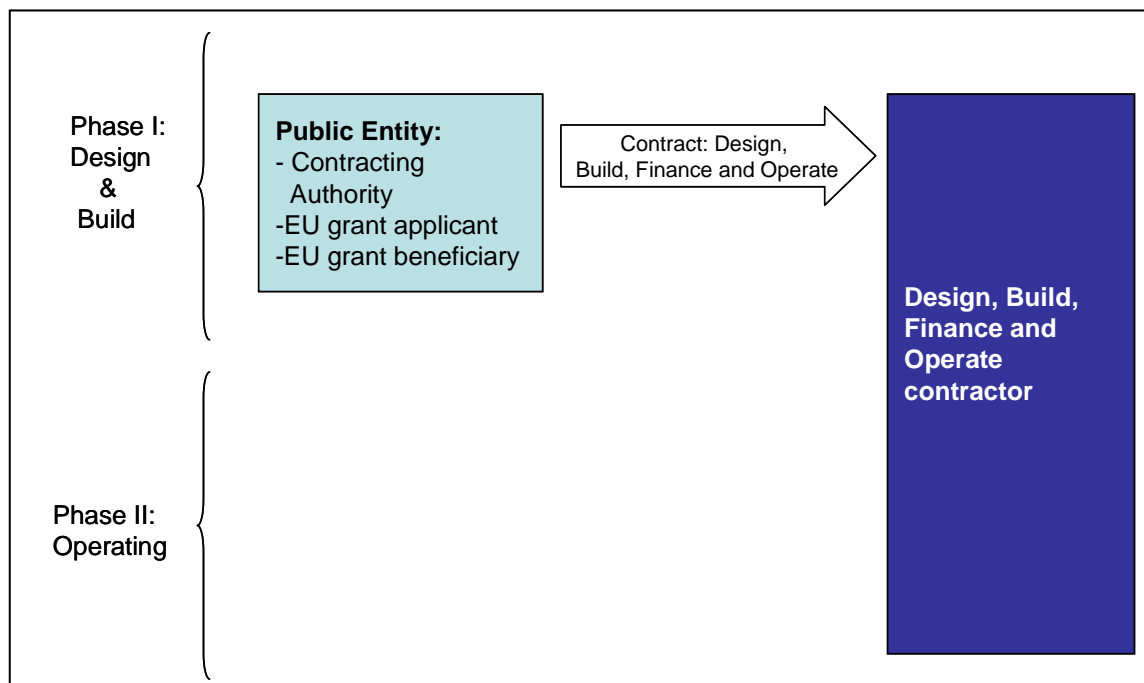 Phase I:
Design
&
Build
Public Entity:
- Contracting
Authority
-EU grant applicant
-EU grant beneficiary
Contract: Design,
Build, Finance and Operate
Design, Build,
Finance and
Operate
contractor
Phase II:
Operating